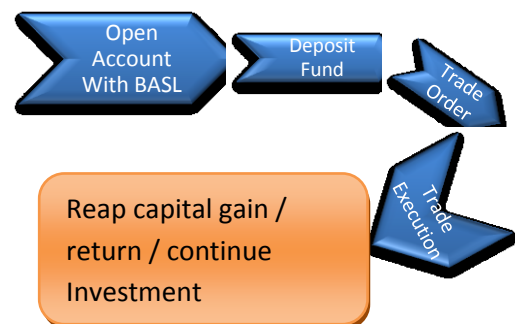 Open
Account
With BASL
Deposit
Fund
Trade
Order
Trade
Execution
Reap capital gain /
return / continue
Investment